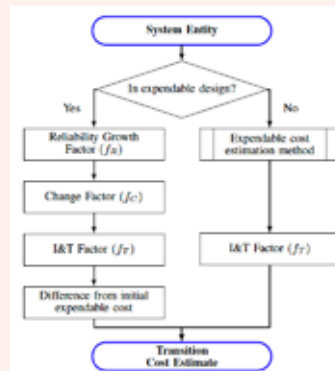 System Entity
In expendable design?
Yes
No
Reliability Growth
Factor (f_R)
Expendable cost
estimation method
Change Factor (f_C)
I&T Factor (f_T)
I&T Factor (f_T)
Difference from initial
expendable cost
Transition
Cost Estimate